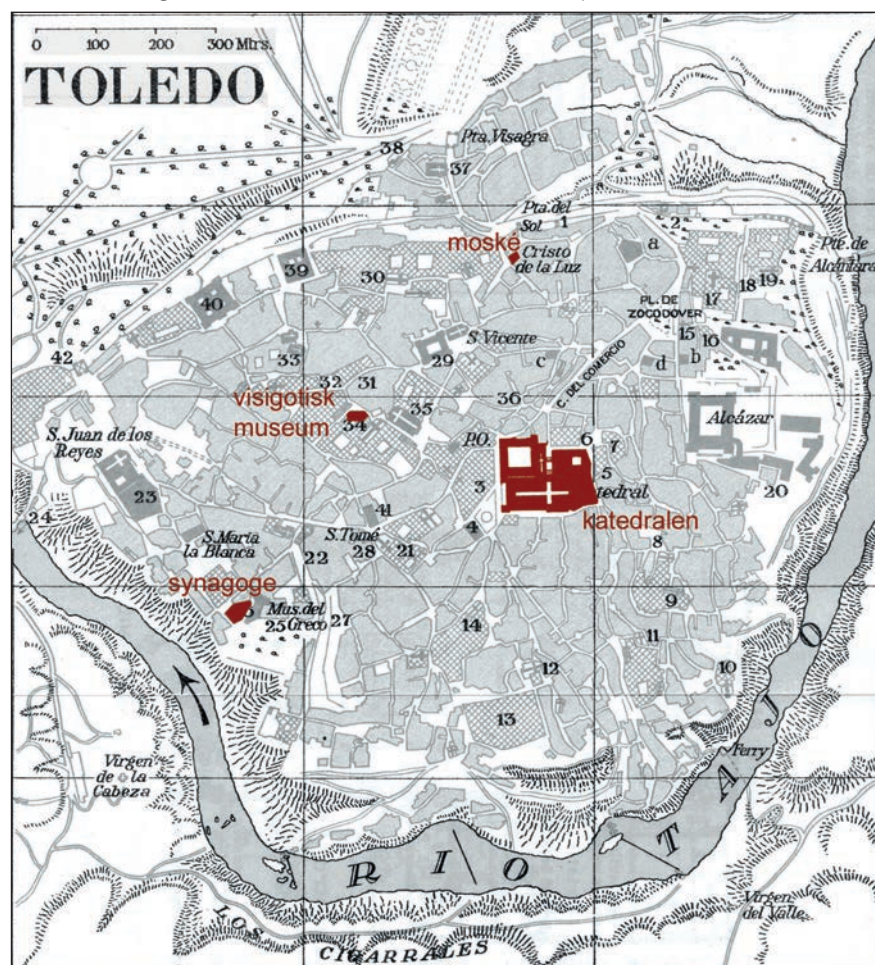 0 100 200 300 Mtrs.
TOLEDO
38
Pta. Visagra
37
Pta. del
Sol
1
2
moské
Cristo
de la Luz
a
Pte. de
Alcántara
39
30
40
PL. DE
ZOCODOVER
17
18
19
42
33
29
S. Vicente
c
C. DEL COMERCIO
15
10
d
b
32
31
36
visigotisk
museum
34
35
Alcázar
S. Juan de los
Reyes
P.O.
6
7
5
3
tedral
katedralen
20
23
24
41
4
8
S. Maria
la Blanca
S. Tomé
22
28
21
synagoge
Mus. del
Greco
25
27
9
14
11
12
10
13
Ferry
Virgen
de la
Cabeza
RIO TAJO
Virgen
del Valle
LOS
CIGARRALES